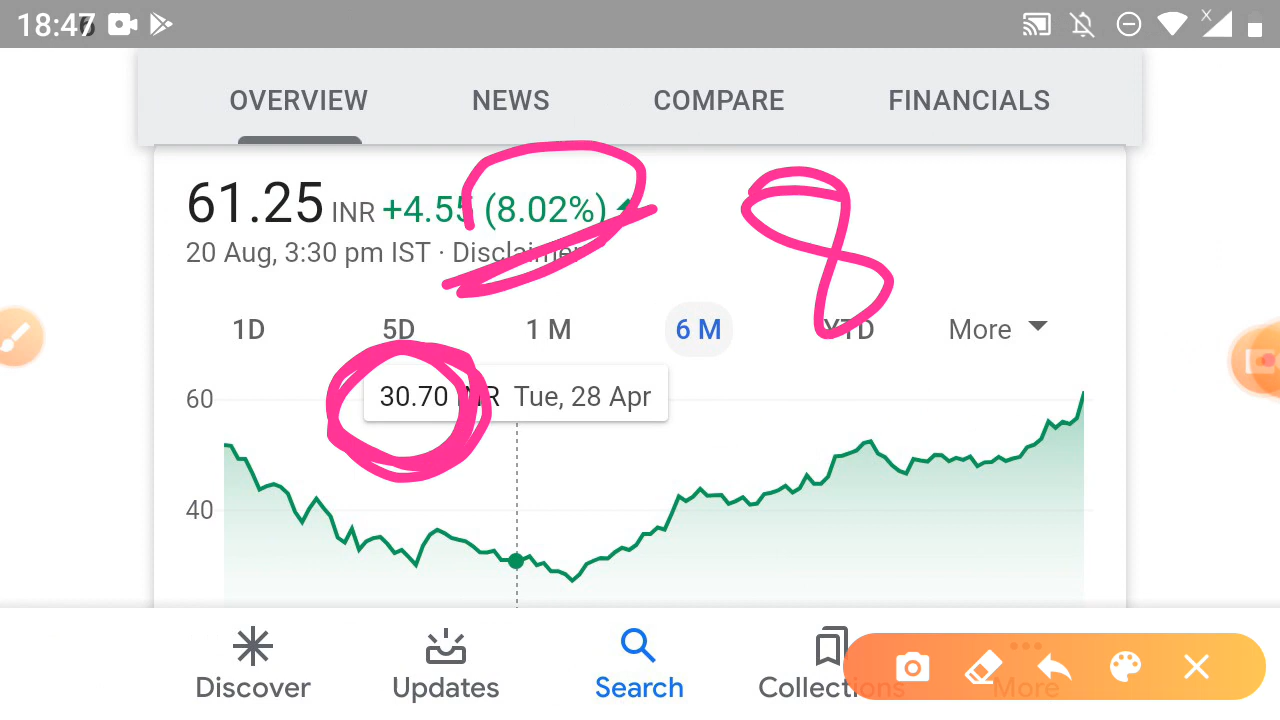 18:47
OVERVIEW NEWS COMPARE FINANCIALS
61.25 INR +4.55 (8.02%)
8
20 Aug, 3:30 pm IST · Disclaimer
1D 5D 1 M 6 M YTD More
30.70 INR Tue, 28 Apr
60
40
Discover Updates Search Collections More